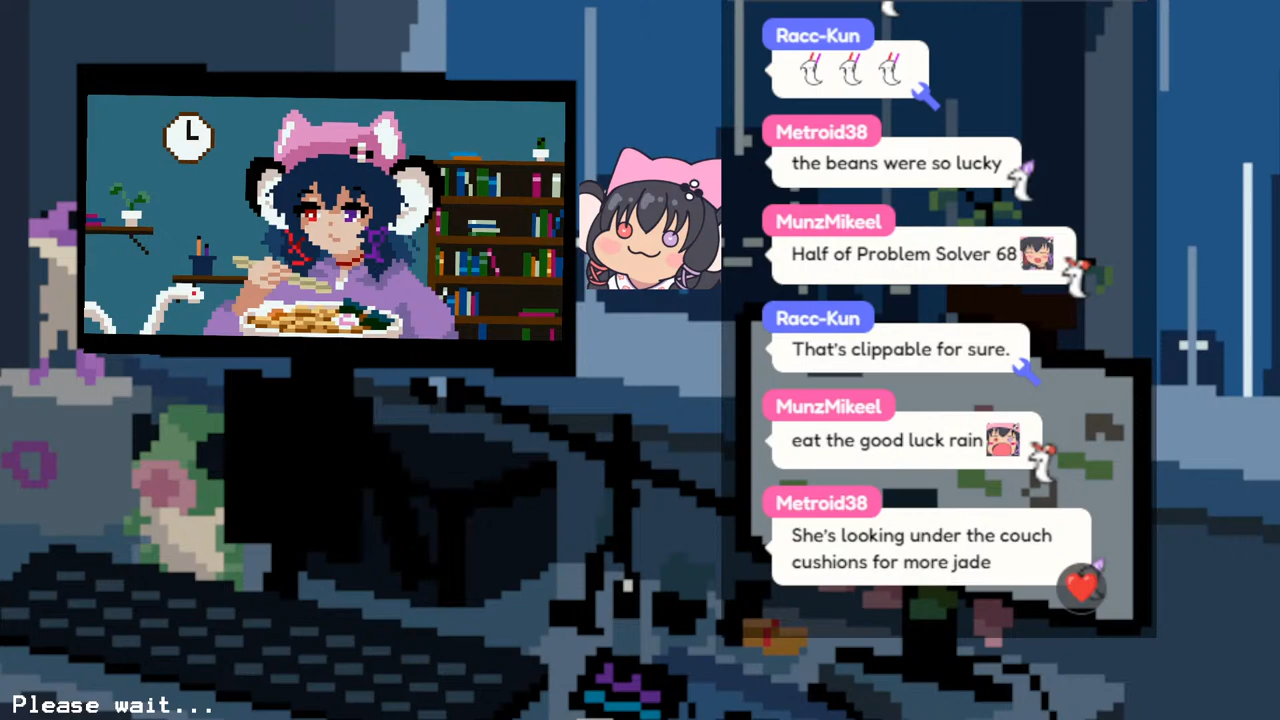 Racc-Kun
Metroid38
the beans were so lucky
MunzMikeel
Half of Problem Solver 68
Racc-Kun
That's clippable for sure.
MunzMikeel
eat the good luck rain
Metroid38
She's looking under the couch
cushions for more jade
Please wait...